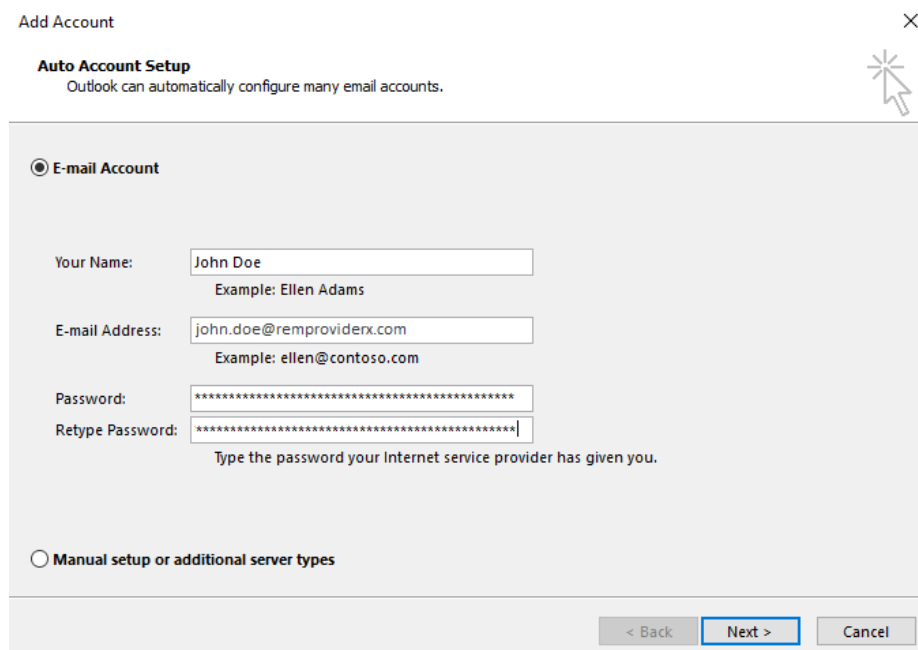 Add Account
Auto Account Setup
Outlook can automatically configure many email accounts.
E-mail Account
Your Name: John Doe
Example: Ellen Adams
E-mail Address: john.doe@remproviderx.com
Example: ellen@contoso.com
Password: ***********************************************
Retype Password: ***********************************************
Type the password your Internet service provider has given you.
Manual setup or additional server types
< Back Next > Cancel